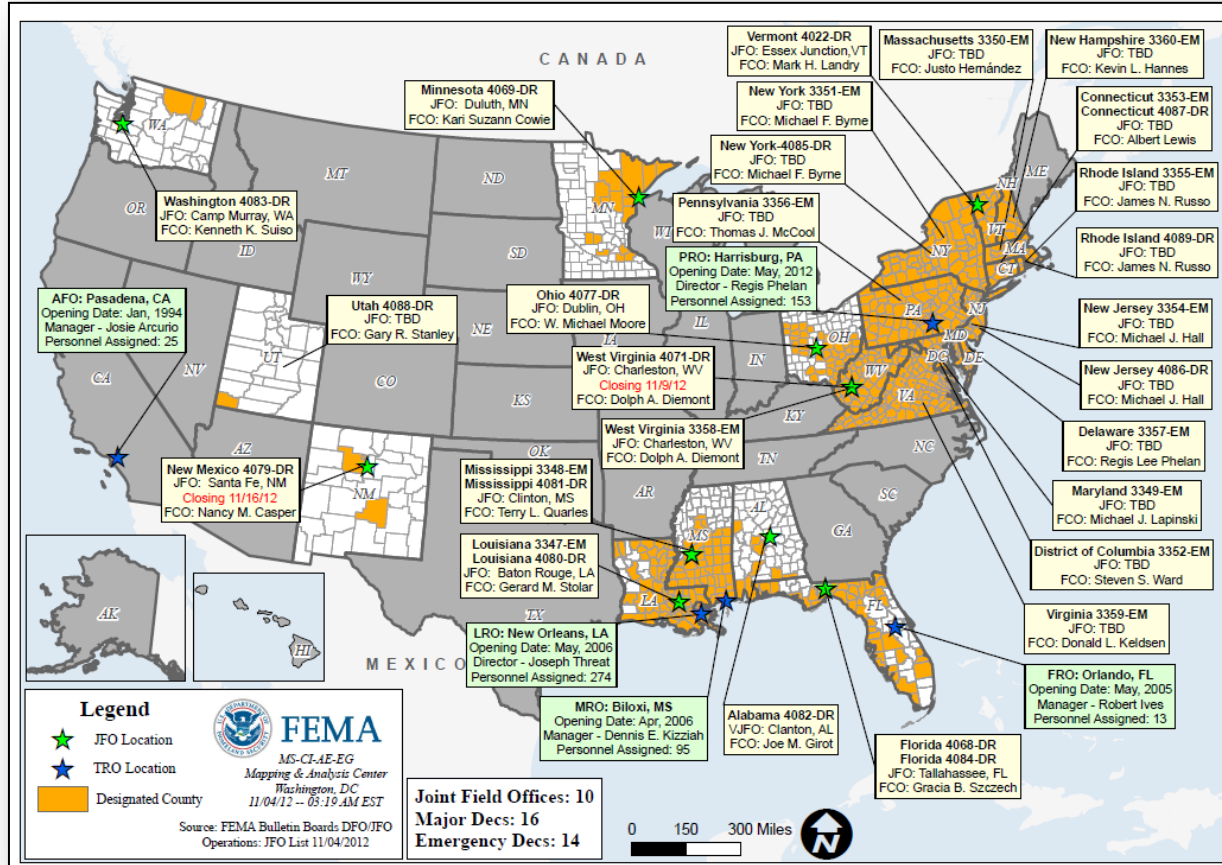 CANADA
Vermont 4022-DR
JFO: Essex Junction,VT
FCO: Mark H. Landry
Massachusetts 3350-EM
JFO: TBD
FCO: Justo Hernández
New Hampshire 3360-EM
JFO: TBD
FCO: Kevin L. Hannes
Minnesota 4069-DR
JFO: Duluth, MN
FCO: Kari Suzann Cowie
New York 3351-EM
JFO: TBD
FCO: Michael F. Byrne
Connecticut 3353-EM
Connecticut 4087-DR
JFO: TBD
FCO: Albert Lewis
New York-4085-DR
JFO: TBD
FCO: Michael F. Byrne
Rhode Island 3355-EM
JFO: TBD
FCO: James N. Russo
Washington 4083-DR
JFO: Camp Murray, WA
FCO: Kenneth K. Suiso
Pennsylvania 3356-EM
JFO: TBD
FCO: Thomas J. McCool
Rhode Island 4089-DR
JFO: TBD
FCO: James N. Russo
PRO: Harrisburg, PA
Opening Date: May, 2012
Director - Regis Phelan
Personnel Assigned: 153
AFO: Pasadena, CA
Opening Date: Jan, 1994
Manager - Josie Arcurio
Personnel Assigned: 25
Utah 4088-DR
JFO: TBD
FCO: Gary R. Stanley
Ohio 4077-DR
JFO: Dublin, OH
FCO: W. Michael Moore
New Jersey 3354-EM
JFO: TBD
FCO: Michael J. Hall
West Virginia 4071-DR
JFO: Charleston, WV
Closing 11/9/12
FCO: Dolph A. Diemont
New Jersey 4086-DR
JFO: TBD
FCO: Michael J. Hall
West Virginia 3358-EM
JFO: Charleston, WV
FCO: Dolph A. Diemont
Delaware 3357-EM
JFO: TBD
FCO: Regis Lee Phelan
New Mexico 4079-DR
JFO: Santa Fe, NM
Closing 11/16/12
FCO: Nancy M. Casper
Mississippi 3348-EM
Mississippi 4081-DR
JFO: Clinton, MS
FCO: Terry L. Quarles
Maryland 3349-EM
JFO: TBD
FCO: Michael J. Lapinski
Louisiana 3347-EM
Louisiana 4080-DR
JFO: Baton Rouge, LA
FCO: Gerard M. Stolar
District of Columbia 3352-EM
JFO: TBD
FCO: Steven S. Ward
Virginia 3359-EM
JFO: TBD
FCO: Donald L. Keldsen
LRO: New Orleans, LA
Opening Date: May, 2006
Director - Joseph Threat
Personnel Assigned: 274
MRO: Biloxi, MS
Opening Date: Apr, 2006
Manager - Dennis E. Kizziah
Personnel Assigned: 95
Alabama 4082-DR
VJFO: Clanton, AL
FCO: Joe M. Girot
FRO: Orlando, FL
Opening Date: May, 2005
Manager - Robert Ives
Personnel Assigned: 13
Florida 4068-DR
Florida 4084-DR
JFO: Tallahassee, FL
FCO: Gracia B. Szczech
WA
MT
ND
MN
OR
ID
SD
WI
WY
NE
IA
IL
IN
OH
PA
NY
VT
NH
ME
MA
CT
NJ
MD
DE
DC
WV
VA
KY
NV
UT
CO
KS
CA
AZ
NM
OK
AR
TN
NC
SC
MS
AL
GA
TX
LA
FL
AK
HI
MEXICO
Legend
JFO Location
TRO Location
Designated County
FEMA
MS-CI-AE-EG
Mapping & Analysis Center
Washington, DC
11/04/12 -- 03:19 AM EST
Source: FEMA Bulletin Boards DFO/JFO
Operations: JFO List 11/04/2012
Joint Field Offices: 10
Major Decs: 16
Emergency Decs: 14
0 150 300 Miles
N